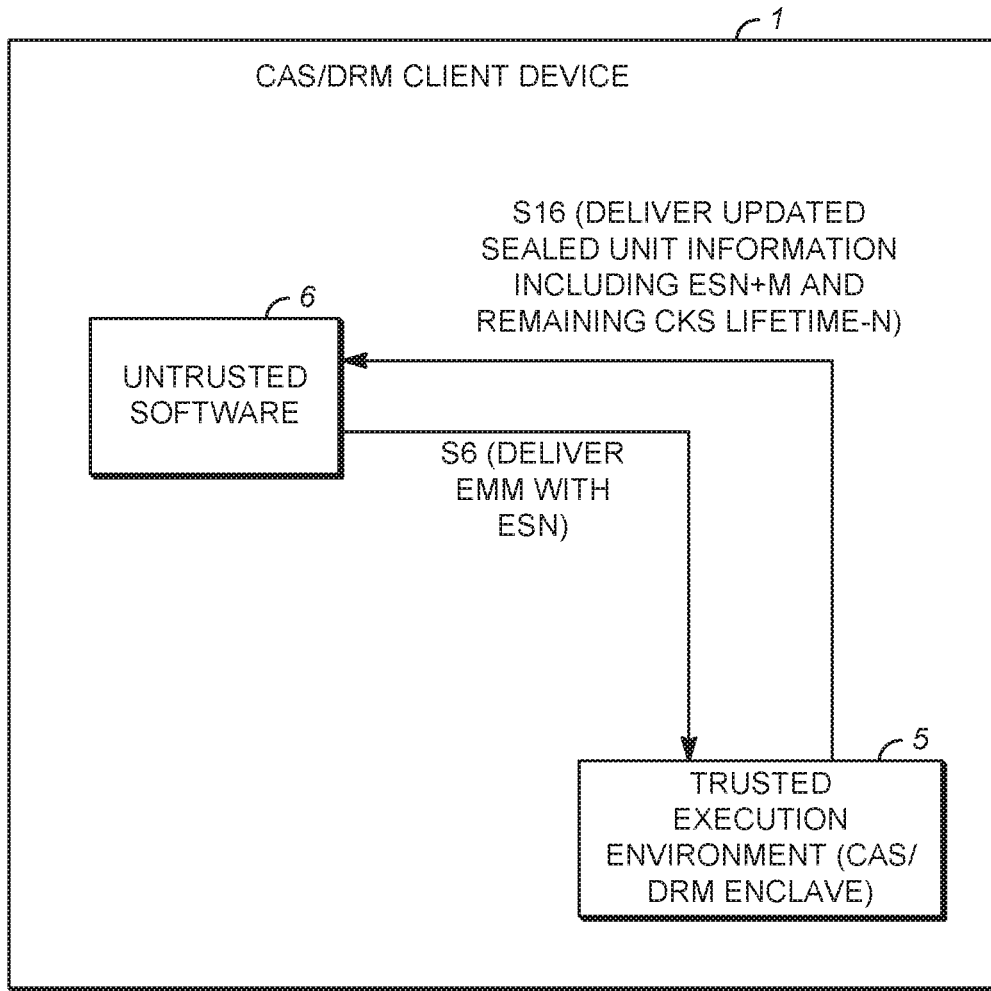 1
CAS/DRM CLIENT DEVICE
S16 (DELIVER UPDATED
SEALED UNIT INFORMATION
INCLUDING ESN+M AND
REMAINING CKS LIFETIME-N)
6
UNTRUSTED
SOFTWARE
S6 (DELIVER
EMM WITH
ESN)
5
TRUSTED
EXECUTION
ENVIRONMENT (CAS/
DRM ENCLAVE)